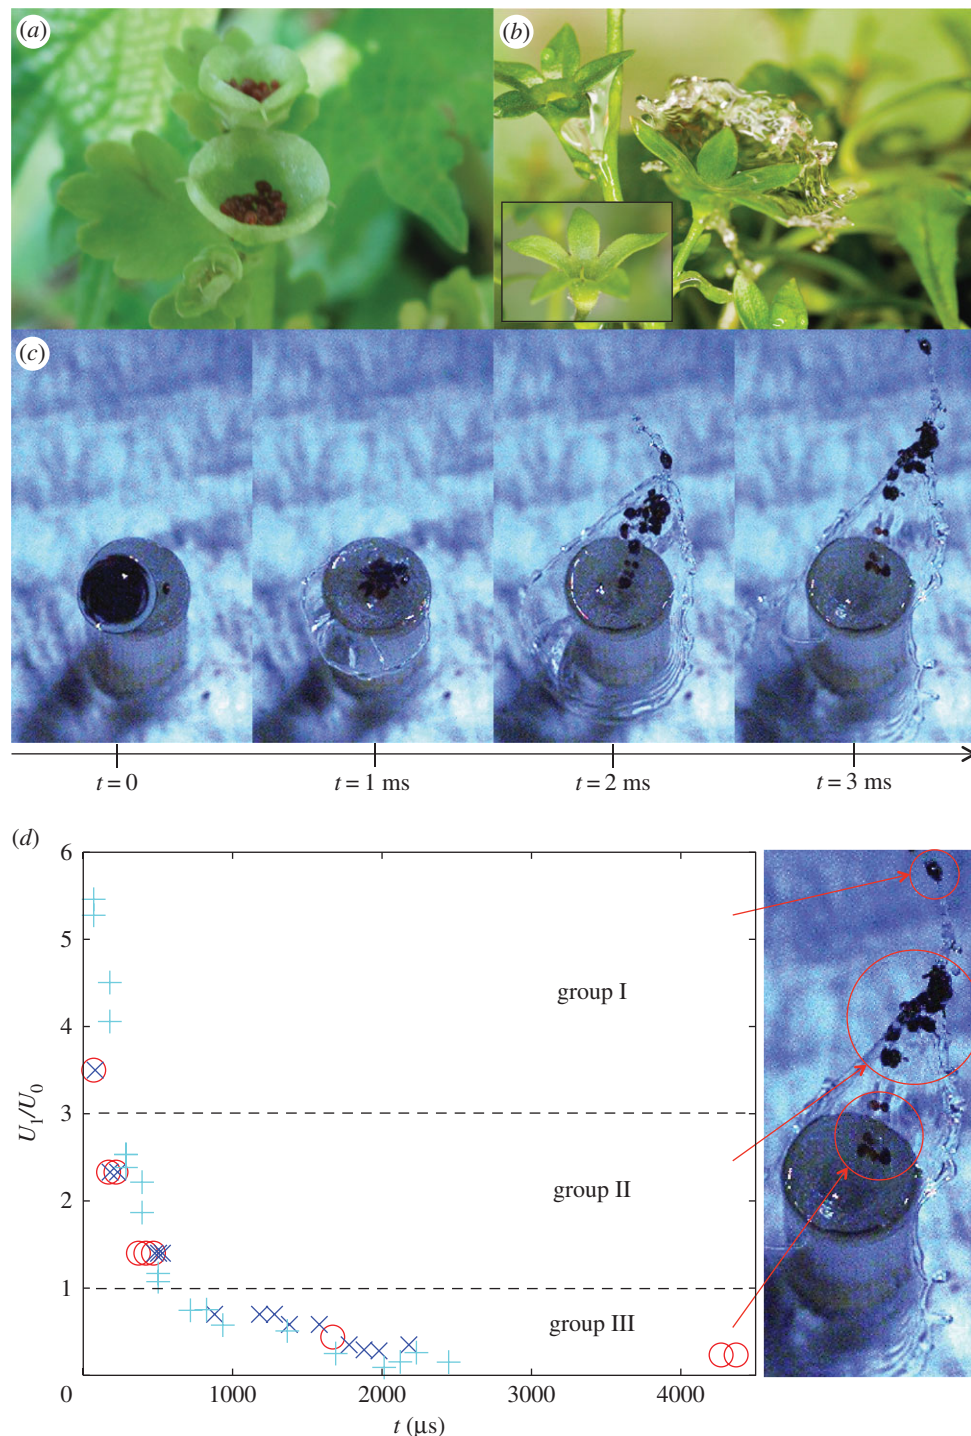 (a)
(b)
(c)
t = 0
t = 1 ms
t = 2 ms
t = 3 ms
(d)
6
5
4
3
2
1
0
U1/U0
group I
group II
group III
1000
2000
3000
4000
t (μs)